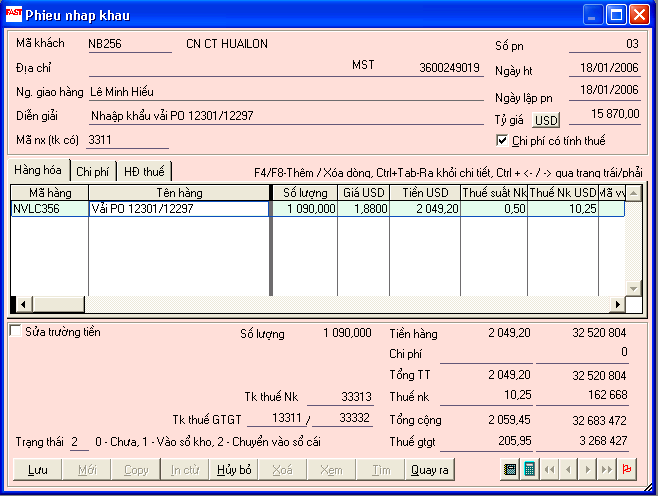 FAST Phieu nhap khau
Mã khách NB256 CN CT HUAILON Số pn 03
Địa chỉ MST 3600249019 Ngày ht 18/01/2006
Ng. giao hàng Lê Minh Hiếu Ngày lập pn 18/01/2006
Diễn giải Nhaập khẩu vải PO 12301/12297 Tỷ giá USD 15 870,00
Mã nx (tk có) 3311 Chi phí có tính thuế
Hàng hóa Chi phí HĐ thuế F4/F8-Thêm / Xóa dòng, Ctrl+Tab-Ra khỏi chi tiết, Ctrl + <- / -> qua trang trái/phải
Mã hàng Tên hàng Số lượng Giá USD Tiền USD Thuế suất Nk Thuế Nk USD Mã vv
NVLC356 Vải PO 12301/12297 1 090,000 1,8800 2 049,20 0,50 10,25
Sửa trường tiền Số lượng 1 090,000 Tiền hàng 2 049,20 32 520 804
Chi phí 0
Tổng TT 2 049,20 32 520 804
Tk thuế Nk 33313 Thuế nk 10,25 162 668
Tk thuế GTGT 13311 / 33332 Tổng cộng 2 059,45 32 683 472
Trạng thái 2 0 - Chưa, 1 - Vào sổ kho, 2 - Chuyển vào sổ cái Thuế gtgt 205,95 3 268 427
Lưu Mới Copy In ctừ Hủy bỏ Xoá Xem Tìm Quay ra